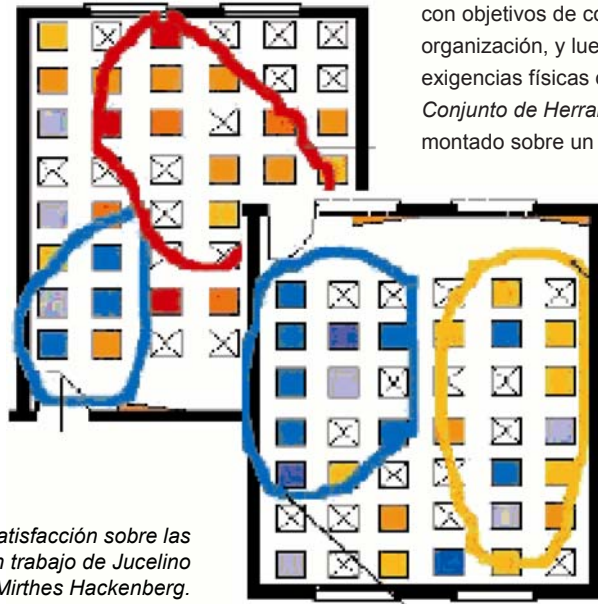 con objetivos de co
organización, y lue
exigencias físicas
Conjunto de Herra
montado sobre un
atisfacción sobre las
n trabajo de Jucelino
Mirthes Hackenberg.